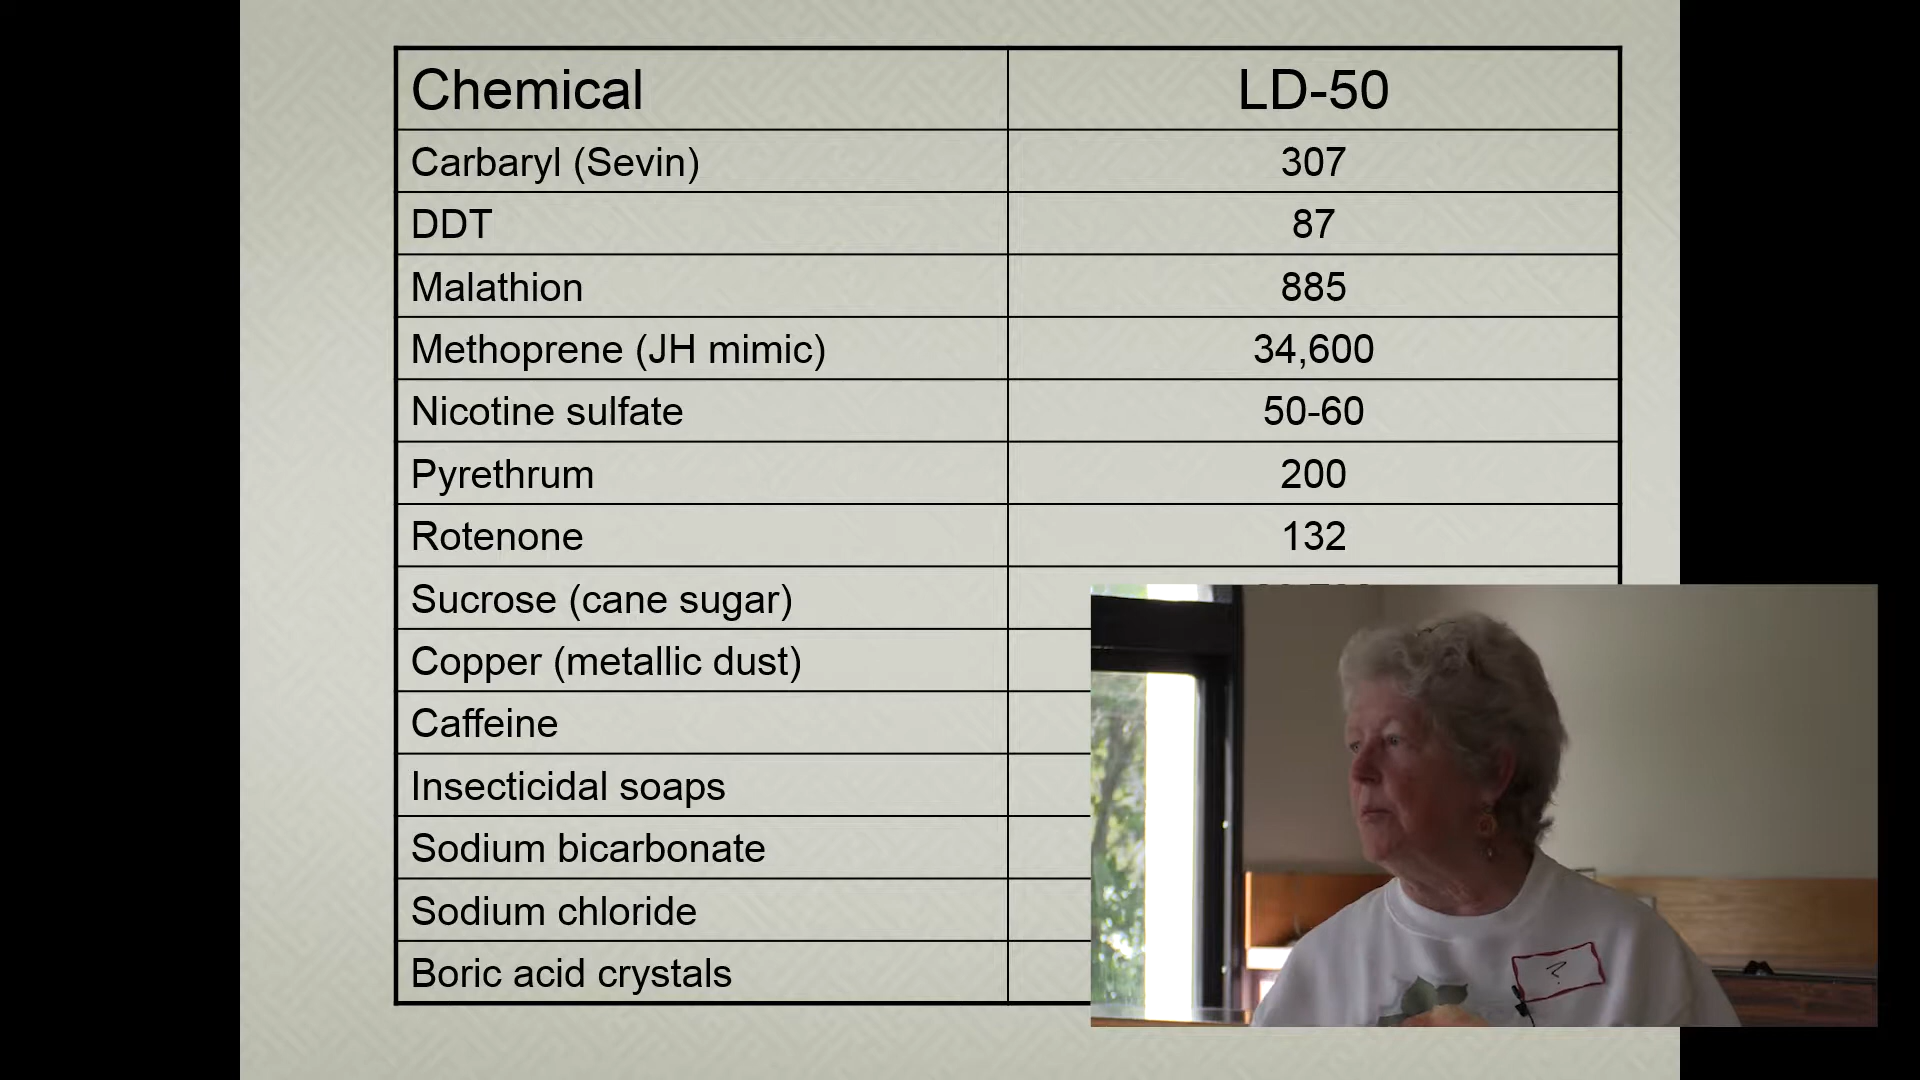 Chemical LD-50
Carbaryl (Sevin) 307
DDT 87
Malathion 885
Methoprene (JH mimic) 34,600
Nicotine sulfate 50-60
Pyrethrum 200
Rotenone 132
Sucrose (cane sugar)
Copper (metallic dust)
Caffeine
Insecticidal soaps
Sodium bicarbonate
Sodium chloride
Boric acid crystals
?